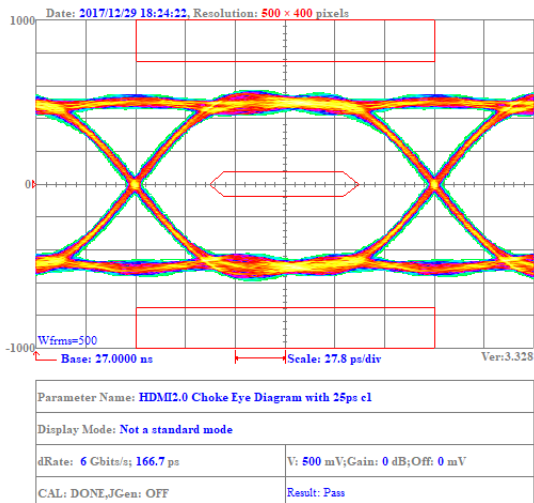 Date: 2017/12/29 18:24:22, Resolution: 500 × 400 pixels
1000
0
Wfrms=500
-1000
Base: 27.0000 ns
Scale: 27.8 ps/div
Ver:3.328
Parameter Name: HDMI2.0 Choke Eye Diagram with 25ps c1
Display Mode: Not a standard mode
dRate: 6 Gbits/s; 166.7 ps
V: 500 mV;Gain: 0 dB;Off: 0 mV
CAL: DONE,JGen: OFF
Result: Pass